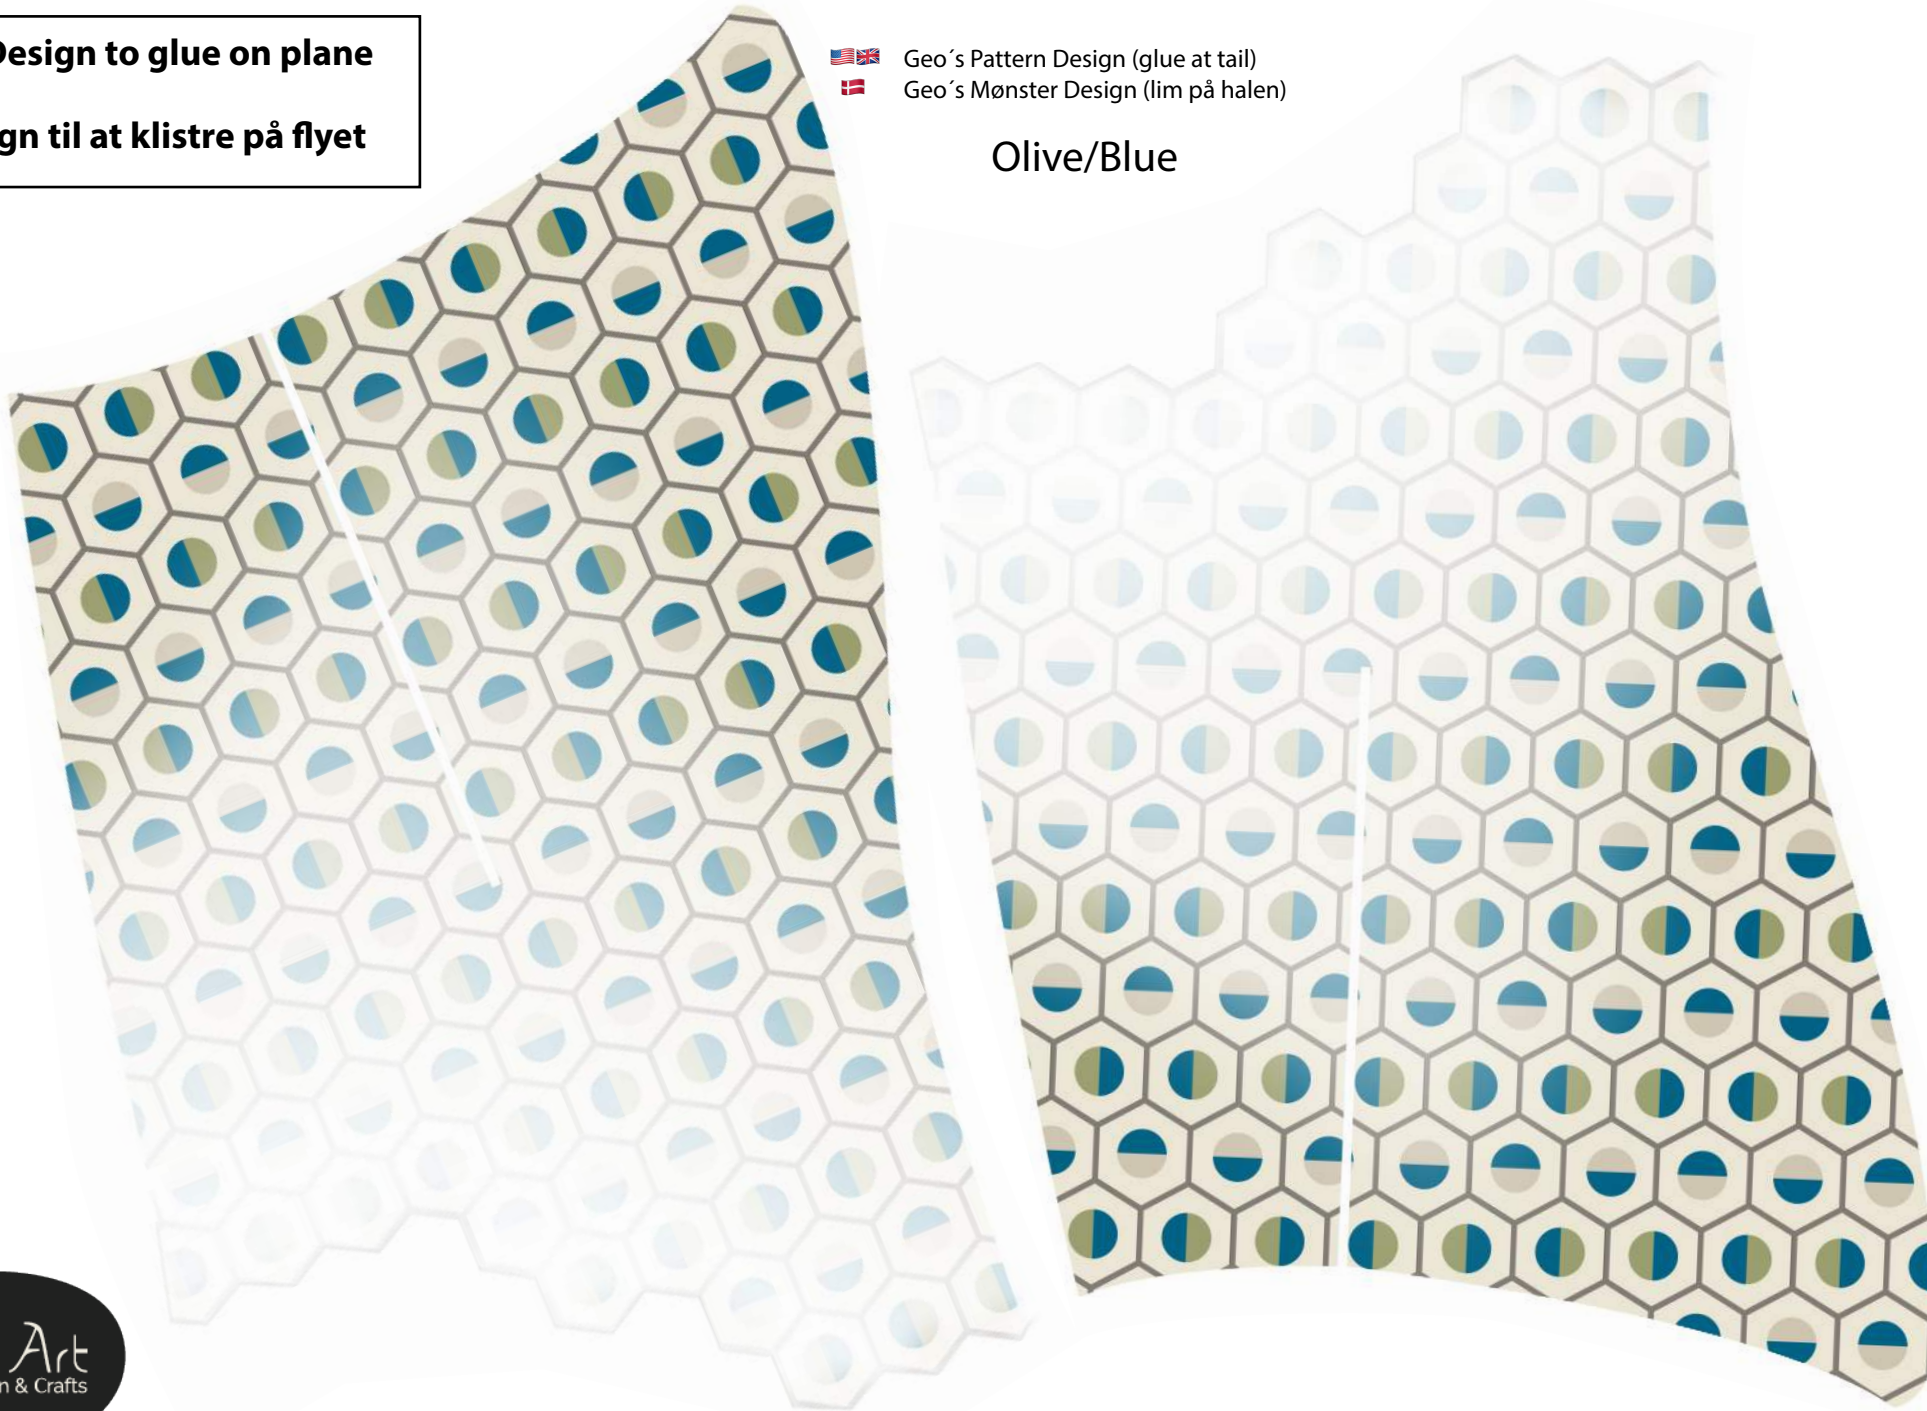 Design to glue on plane
gn til at klistre på flyet
Geo´s Pattern Design (glue at tail)
Geo´s Mønster Design (lim på halen)
Olive/Blue
Art
n & Crafts